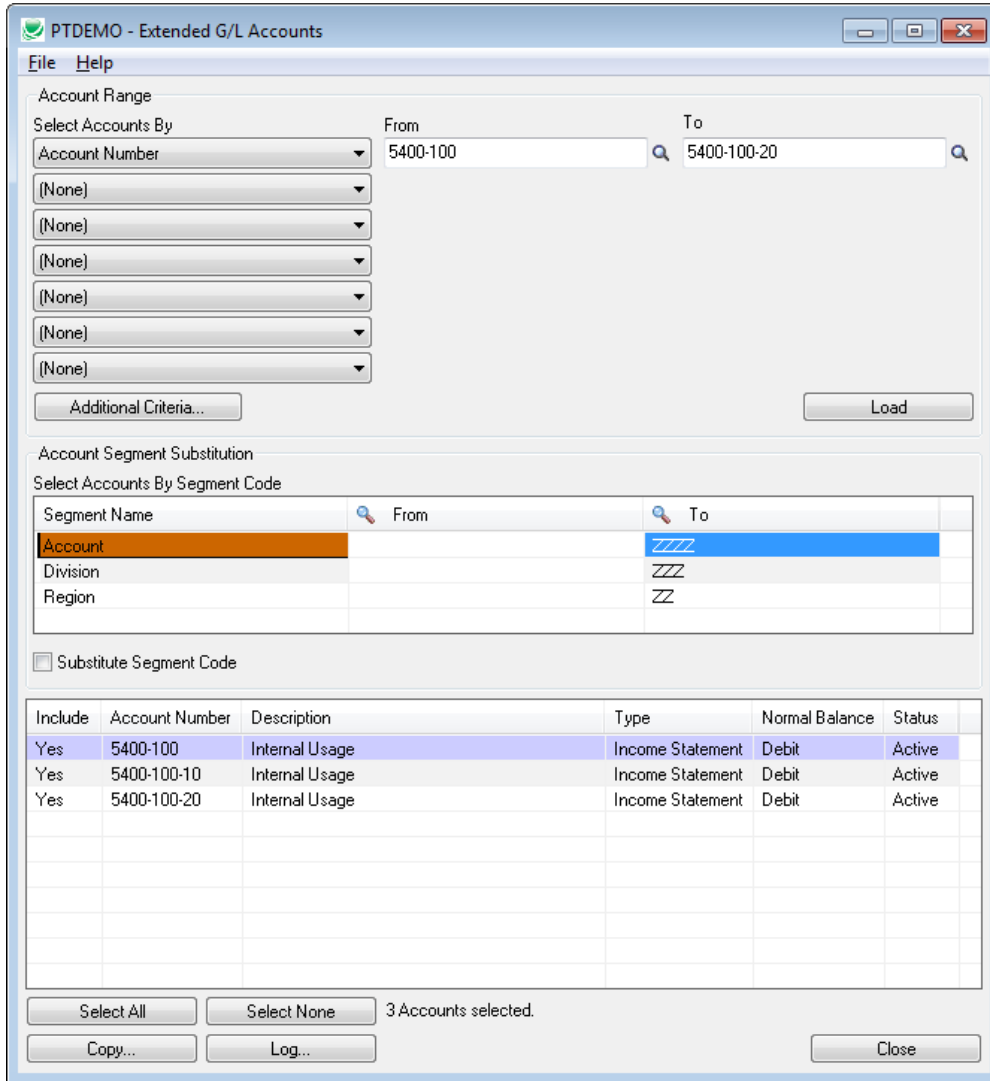 PTDEMO - Extended G/L Accounts
File Help
Account Range
Select Accounts By From To
Account Number 5400-100 5400-100-20
(None)
(None)
(None)
(None)
(None)
(None)
Additional Criteria... Load
Account Segment Substitution
Select Accounts By Segment Code
Segment Name From To
Account ZZZZ
Division ZZZ
Region ZZ
Substitute Segment Code
Include Account Number Description Type Normal Balance Status
Yes 5400-100 Internal Usage Income Statement Debit Active
Yes 5400-100-10 Internal Usage Income Statement Debit Active
Yes 5400-100-20 Internal Usage Income Statement Debit Active
Select All Select None 3 Accounts selected.
Copy... Log... Close